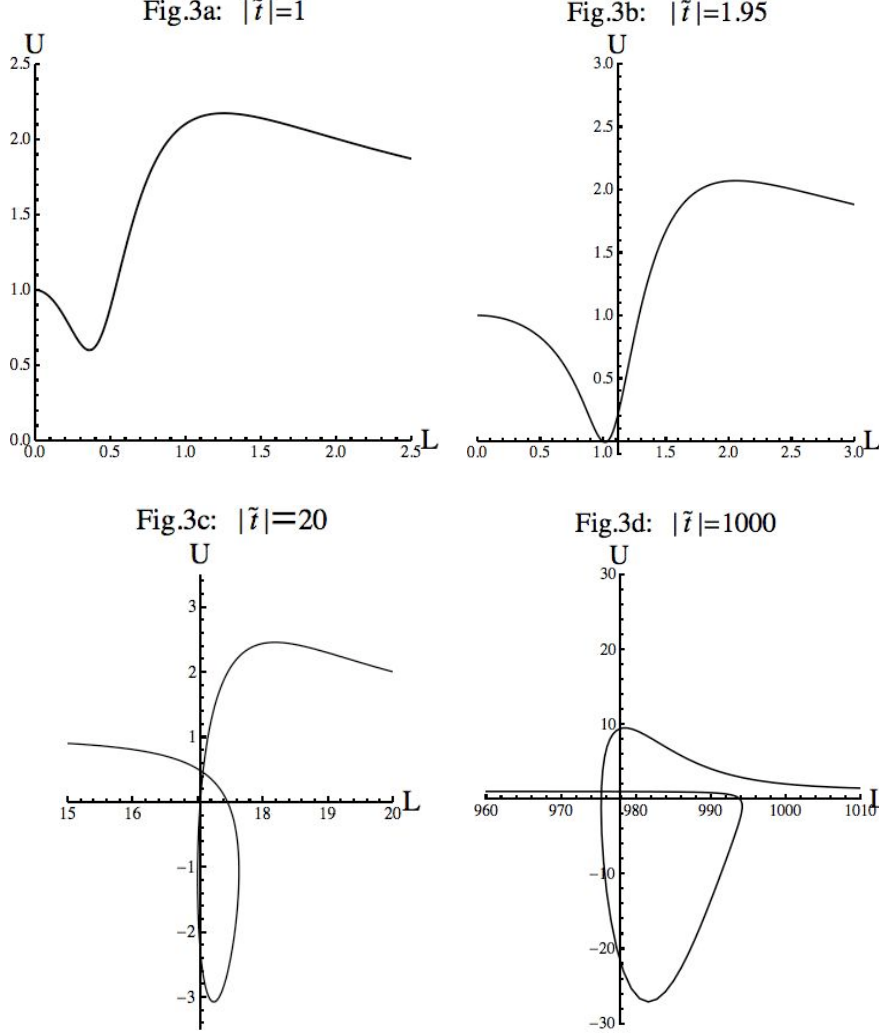 Fig.3a: |t̃|=1
U
2.5
2.0
1.5
1.0
0.5
0.0
L
0.0 0.5 1.0 1.5 2.0 2.5
Fig.3b: |t̃|=1.95
U
3.0
2.5
2.0
1.5
1.0
0.5
L
0.0 0.5 1.0 1.5 2.0 2.5 3.0
Fig.3c: |t̃|=20
U
3
2
1
L
15 16 18 19 20
−1
−2
−3
Fig.3d: |t̃|=1000
U
30
20
10
L
960 970 980 990 1000 1010
−10
−20
−30